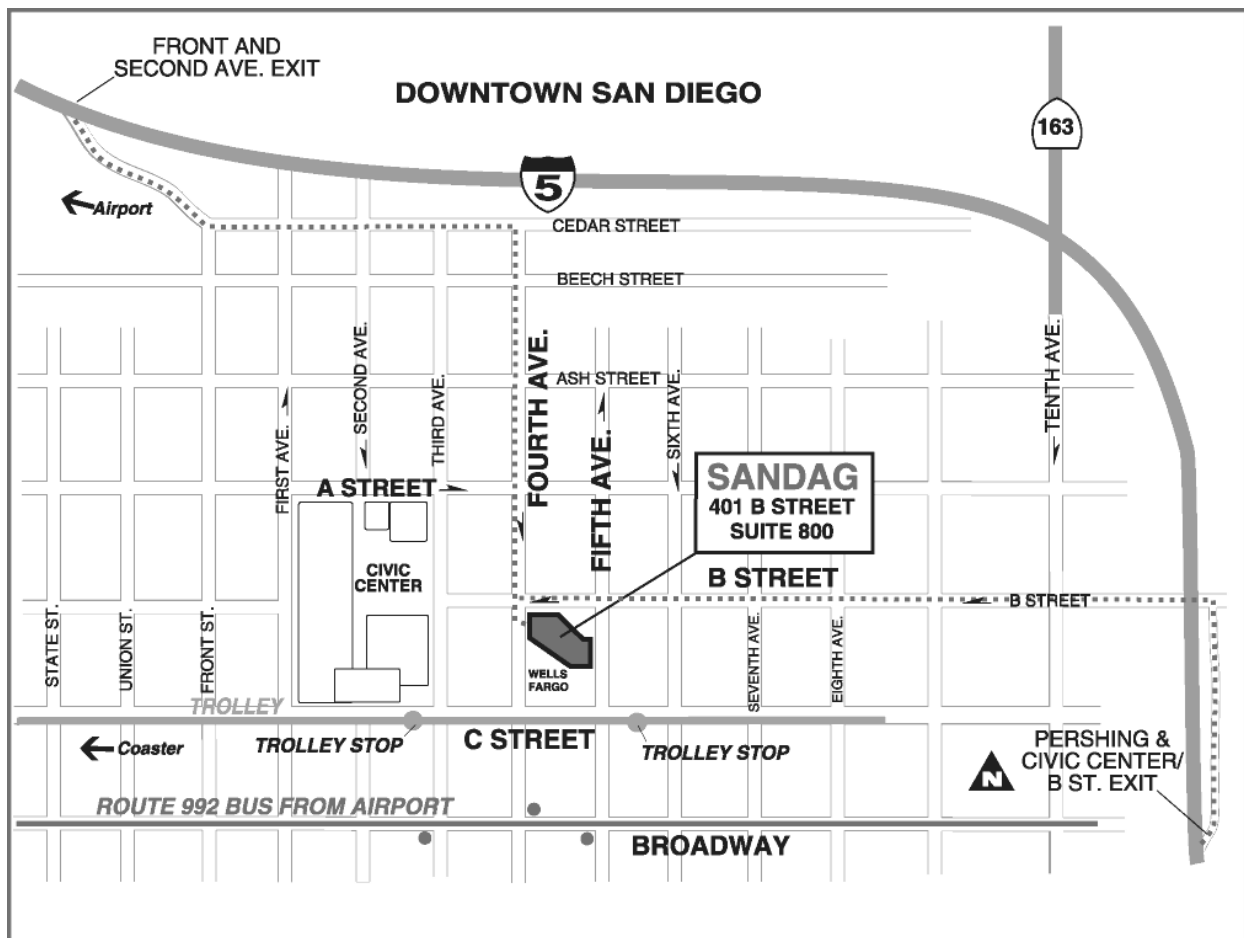 FRONT AND
SECOND AVE. EXIT
DOWNTOWN SAN DIEGO
163
5
Airport
CEDAR STREET
BEECH STREET
ASH STREET
FIRST AVE.
SECOND AVE.
THIRD AVE.
FOURTH AVE.
FIFTH AVE.
SIXTH AVE.
TENTH AVE.
A STREET
SANDAG
401 B STREET
SUITE 800
CIVIC
CENTER
B STREET
B STREET
STATE ST.
UNION ST.
FRONT ST.
WELLS
FARGO
SEVENTH AVE.
EIGHTH AVE.
TROLLEY
Coaster
TROLLEY STOP
C STREET
TROLLEY STOP
N
PERSHING &
CIVIC CENTER/
B ST. EXIT
ROUTE 992 BUS FROM AIRPORT
BROADWAY